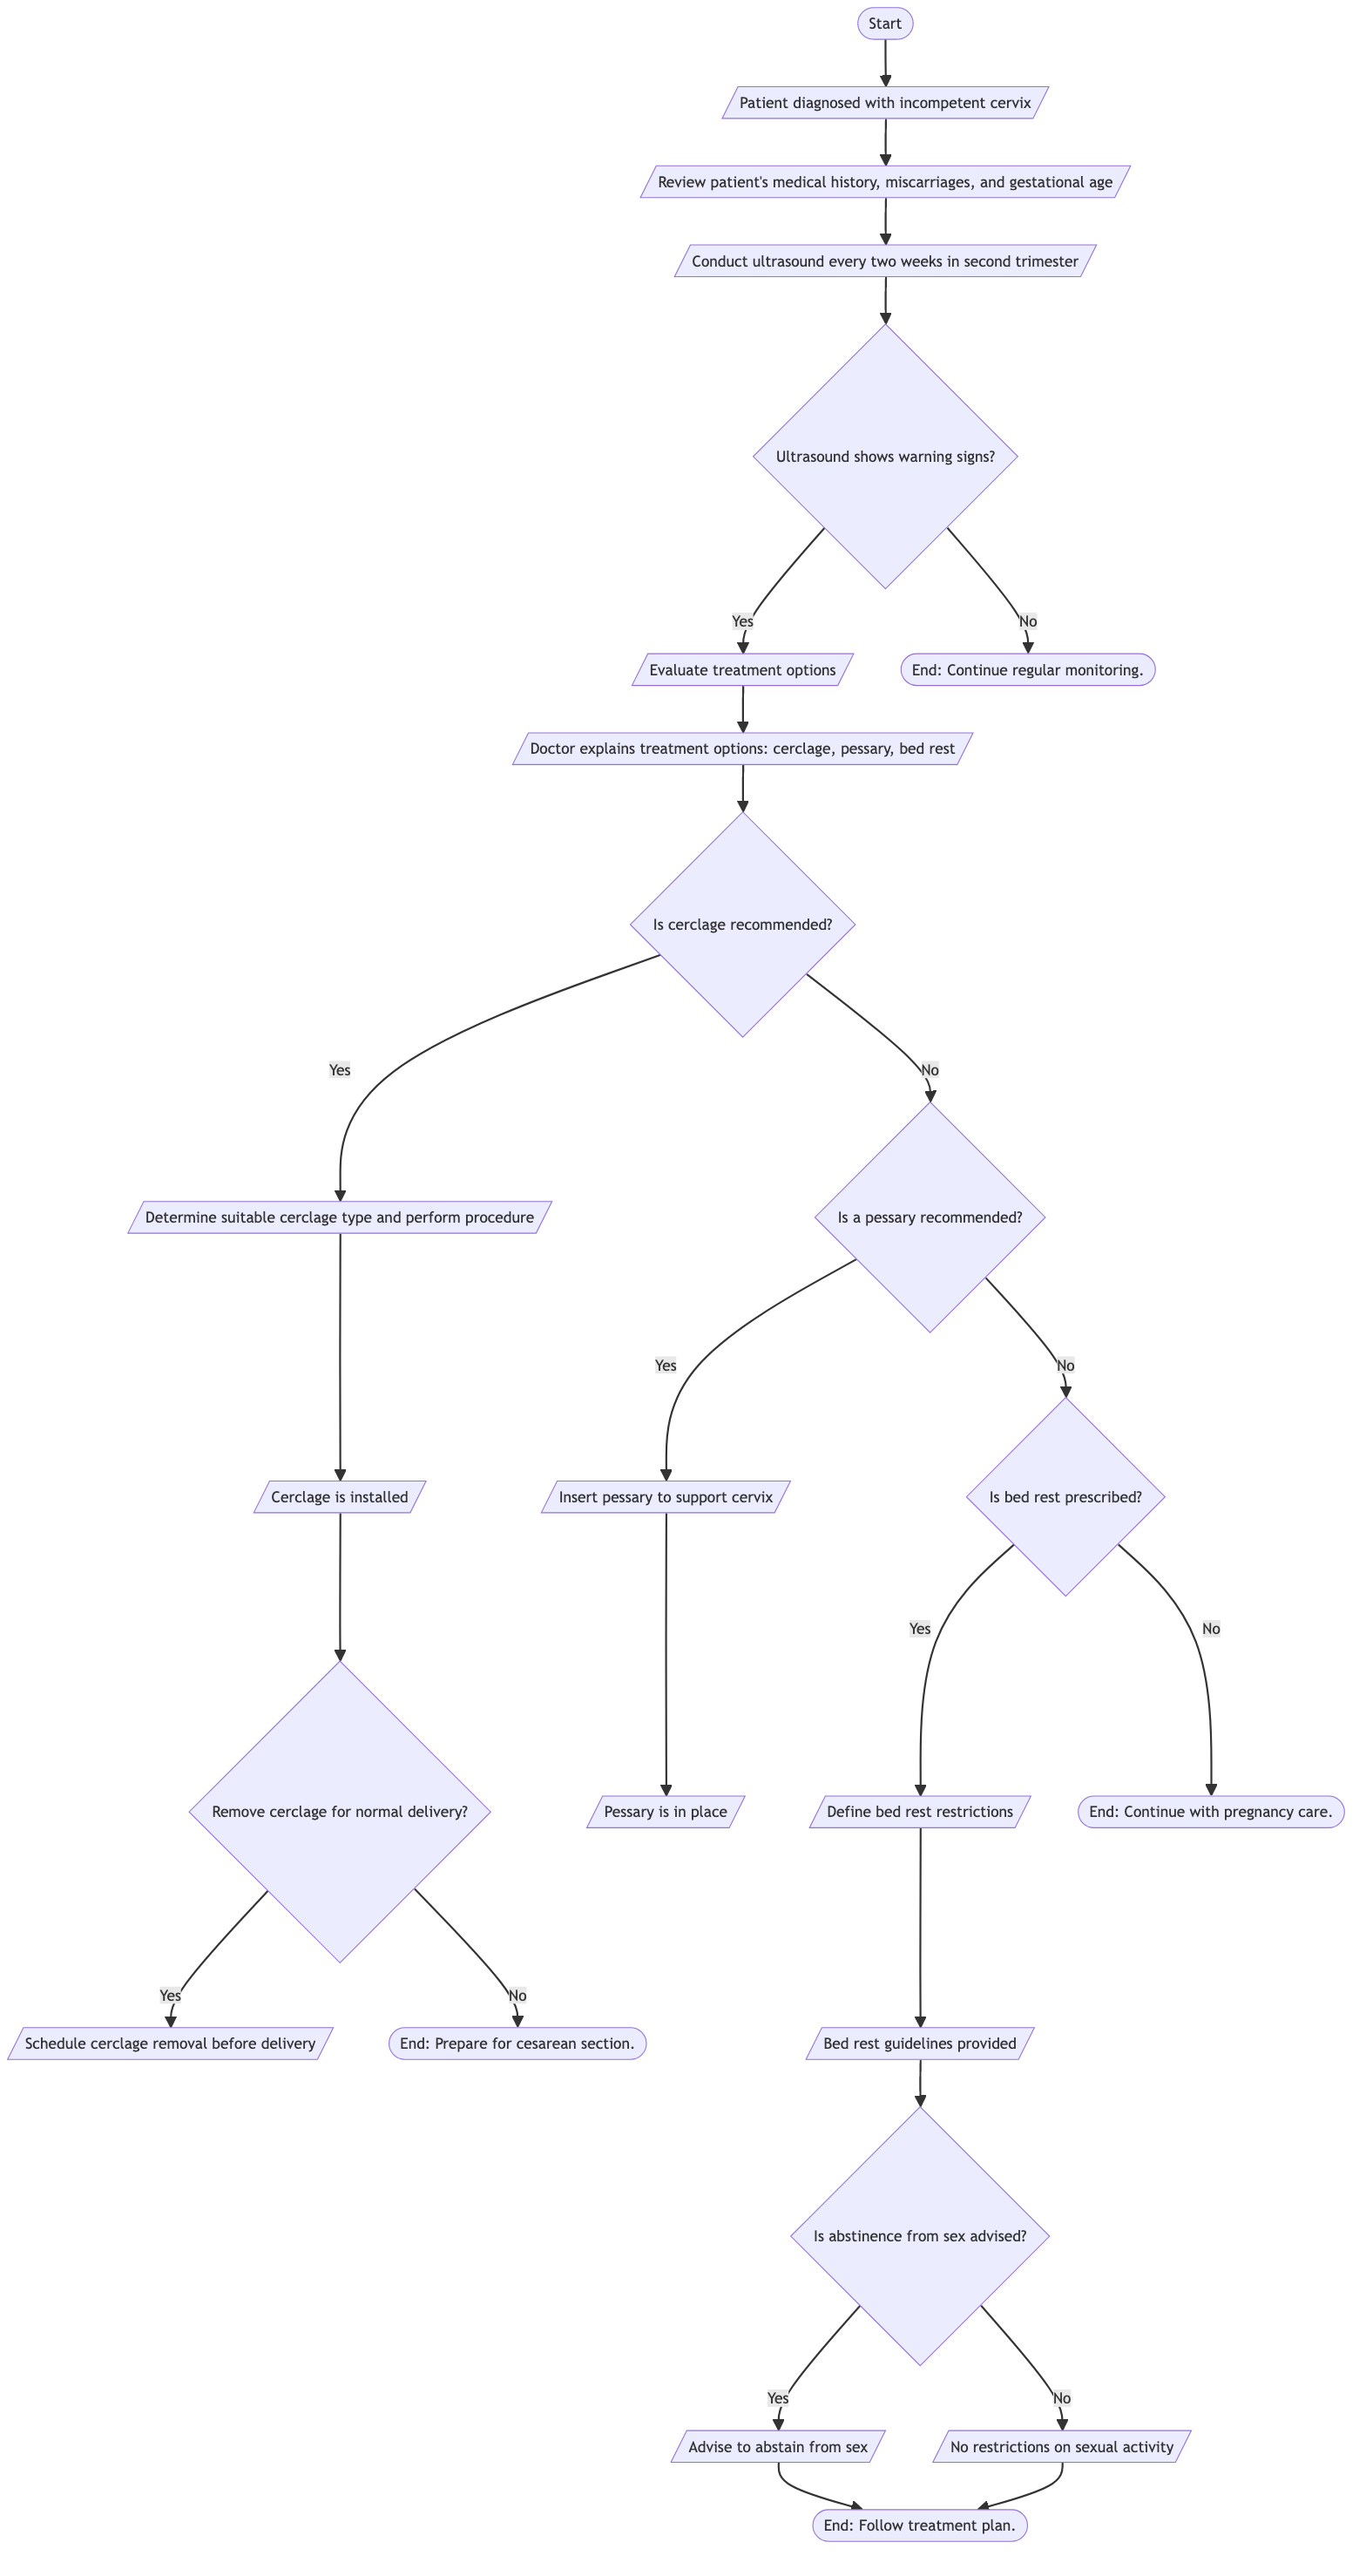 Start
Patient diagnosed with incompetent cervix
Review patient's medical history, miscarriages, and gestational age
Conduct ultrasound every two weeks in second trimester
Ultrasound shows warning signs?
Yes
No
Evaluate treatment options
End: Continue regular monitoring.
Doctor explains treatment options: cerclage, pessary, bed rest
Is cerclage recommended?
Yes
No
Determine suitable cerclage type and perform procedure
Is a pessary recommended?
Yes
No
Cerclage is installed
Insert pessary to support cervix
Is bed rest prescribed?
Yes
No
Remove cerclage for normal delivery?
Pessary is in place
Define bed rest restrictions
End: Continue with pregnancy care.
Yes
No
Schedule cerclage removal before delivery
End: Prepare for cesarean section.
Bed rest guidelines provided
Is abstinence from sex advised?
Yes
No
Advise to abstain from sex
No restrictions on sexual activity
End: Follow treatment plan.